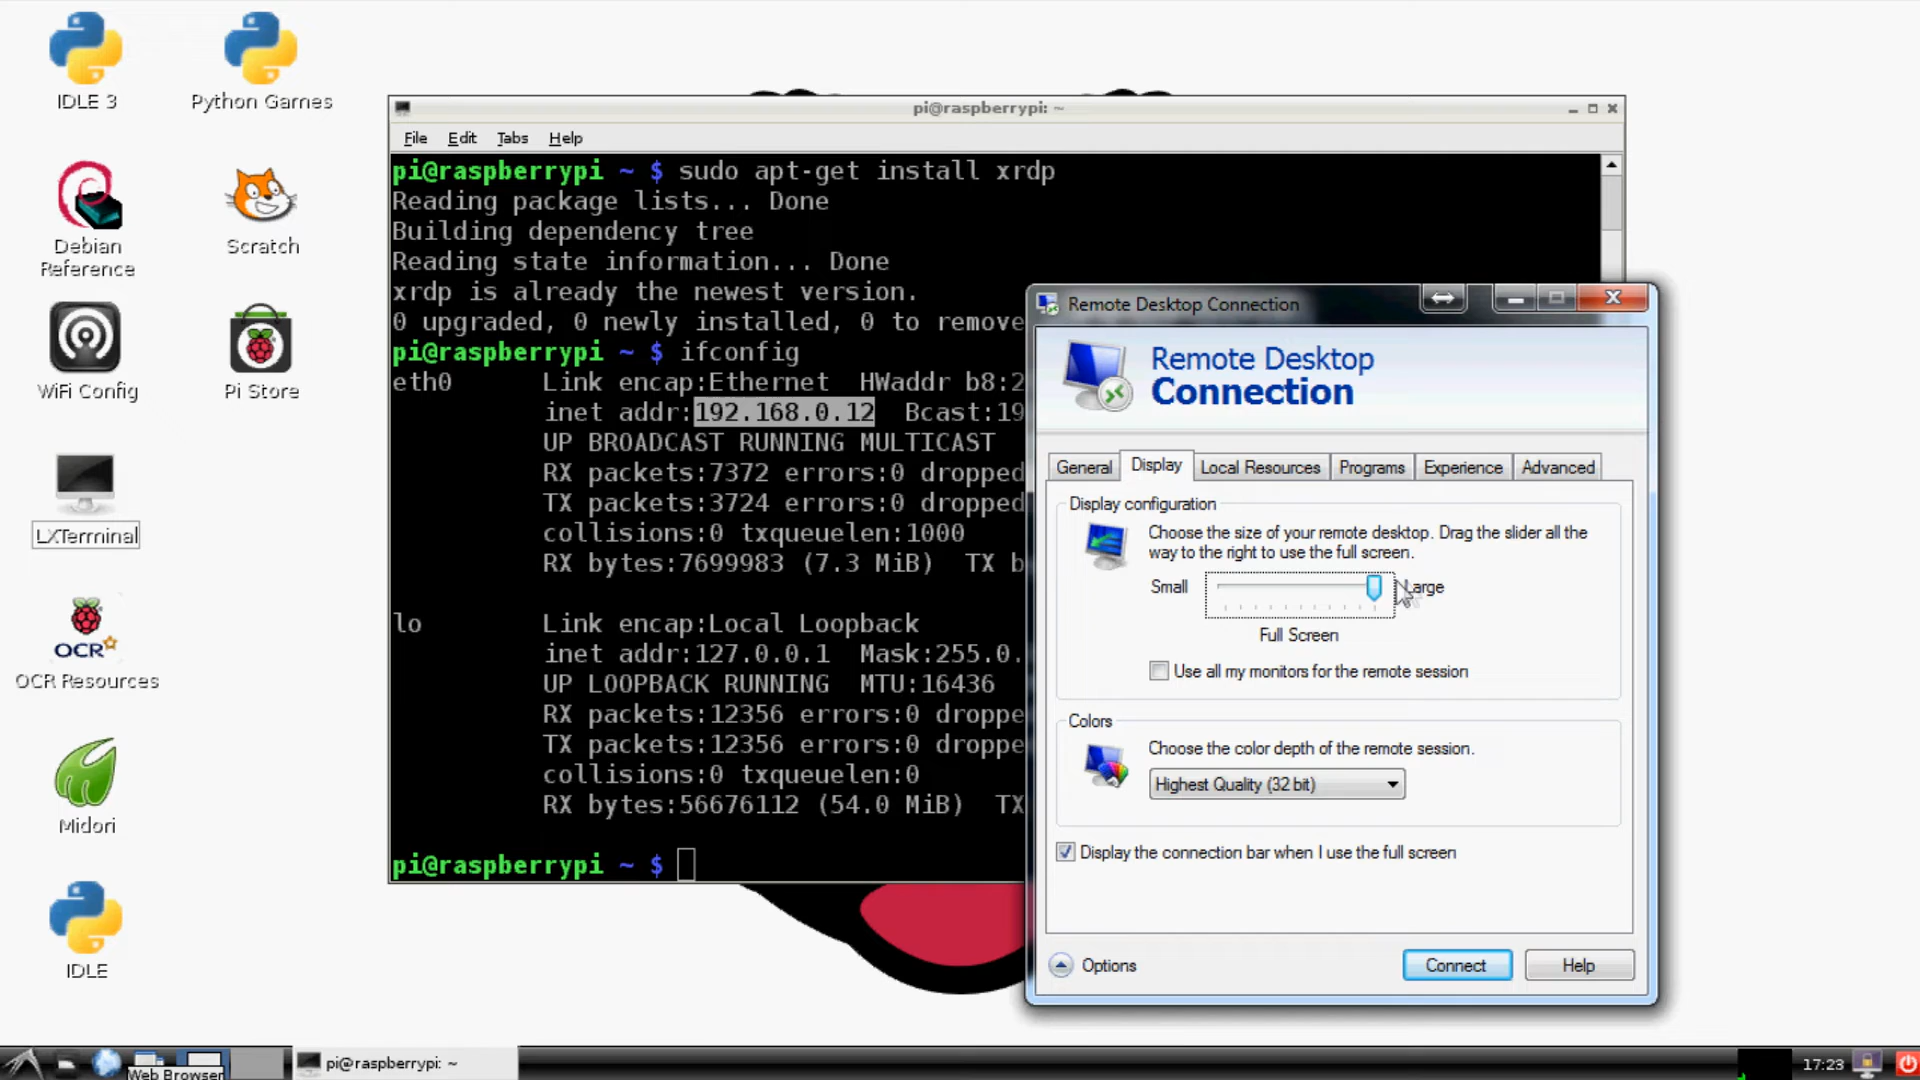 IDLE 3
Python Games
Debian
Reference
Scratch
WiFi Config
Pi Store
LXTerminal
OCR
OCR Resources
Midori
IDLE
pi@raspberrypi: ~
File Edit Tabs Help
pi@raspberrypi ~ $ sudo apt-get install xrdp
Reading package lists... Done
Building dependency tree
Reading state information... Done
xrdp is already the newest version.
0 upgraded, 0 newly installed, 0 to remove
pi@raspberrypi ~ $ ifconfig
eth0 Link encap:Ethernet HWaddr b8:2
inet addr:192.168.0.12 Bcast:19
UP BROADCAST RUNNING MULTICAST
RX packets:7372 errors:0 dropped
TX packets:3724 errors:0 dropped
collisions:0 txqueuelen:1000
RX bytes:7699983 (7.3 MiB) TX b
lo Link encap:Local Loopback
inet addr:127.0.0.1 Mask:255.0.
UP LOOPBACK RUNNING MTU:16436
RX packets:12356 errors:0 droppe
TX packets:12356 errors:0 droppe
collisions:0 txqueuelen:0
RX bytes:56676112 (54.0 MiB) TX
pi@raspberrypi ~ $
Remote Desktop Connection
Remote Desktop
Connection
General Display Local Resources Programs Experience Advanced
Display configuration
Choose the size of your remote desktop. Drag the slider all the
way to the right to use the full screen.
Small Large
Full Screen
Use all my monitors for the remote session
Colors
Choose the color depth of the remote session.
Highest Quality (32 bit)
Display the connection bar when I use the full screen
Options Connect Help
Web Browser
pi@raspberrypi: ~
17:23